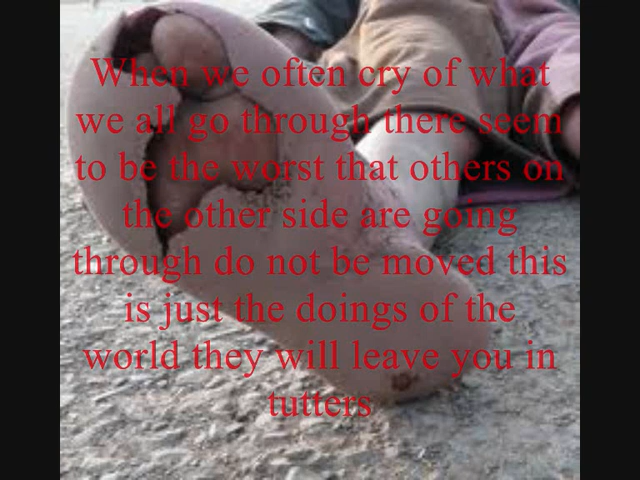 When we often cry of what
we all go through there seem
to be the worst that others on
the other side are going
through do not be moved this
is just the doings of the
world they will leave you in
tutters